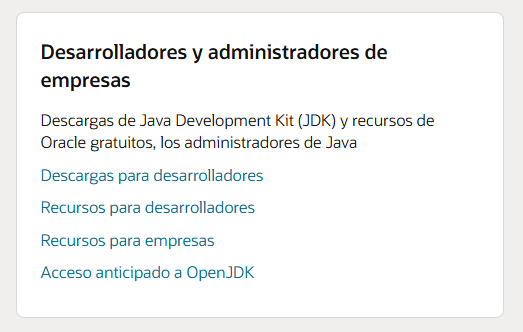 Desarrolladores y administradores de
empresas
Descargas de Java Development Kit (JDK) y recursos de
Oracle gratuitos, los administradores de Java
Descargas para desarrolladores
Recursos para desarrolladores
Recursos para empresas
Acceso anticipado a OpenJDK